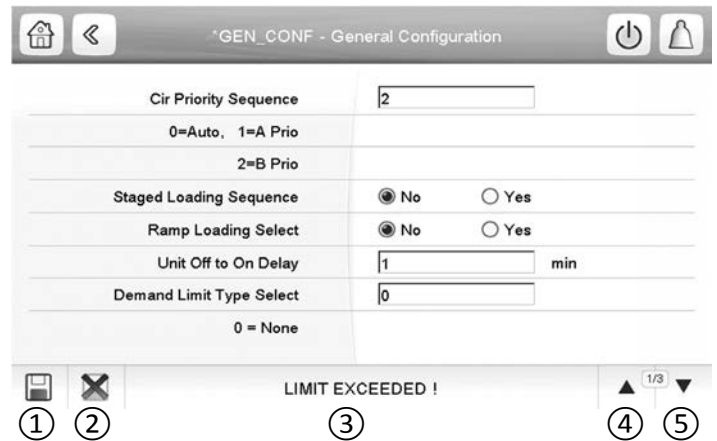 *GEN_CONF - General Configuration
Cir Priority Sequence 2
0=Auto, 1=A Prio
2=B Prio
Staged Loading Sequence No Yes
Ramp Loading Select No Yes
Unit Off to On Delay 1 min
Demand Limit Type Select 0
0 = None
LIMIT EXCEEDED ! 1/3
① ② ③ ④ ⑤